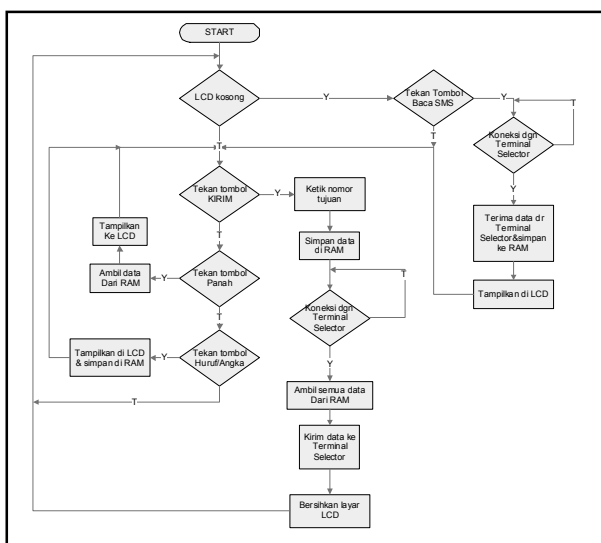 START
LCD kosong
Y
Tekan Tombol
Baca SMS
Y
T
Koneksi dgn
Terminal
Selector
T
T
Y
Tekan tombol
KIRIM
Y
Ketik nomor
tujuan
Terima data dr
Terminal
Selector&simpan
ke RAM
Tampilkan
Ke LCD
T
Simpan data
di RAM
Ambil data
Dari RAM
Y
Tekan tombol
Panah
T
Tampilkan di LCD
Koneksi dgn
Terminal
Selector
T
Tampilkan di LCD
& simpan di RAM
Y
Tekan tombol
Huruf/Angka
Y
T
Ambil semua data
Dari RAM
Kirim data ke
Terminal
Selector
Bersihkan layar
LCD